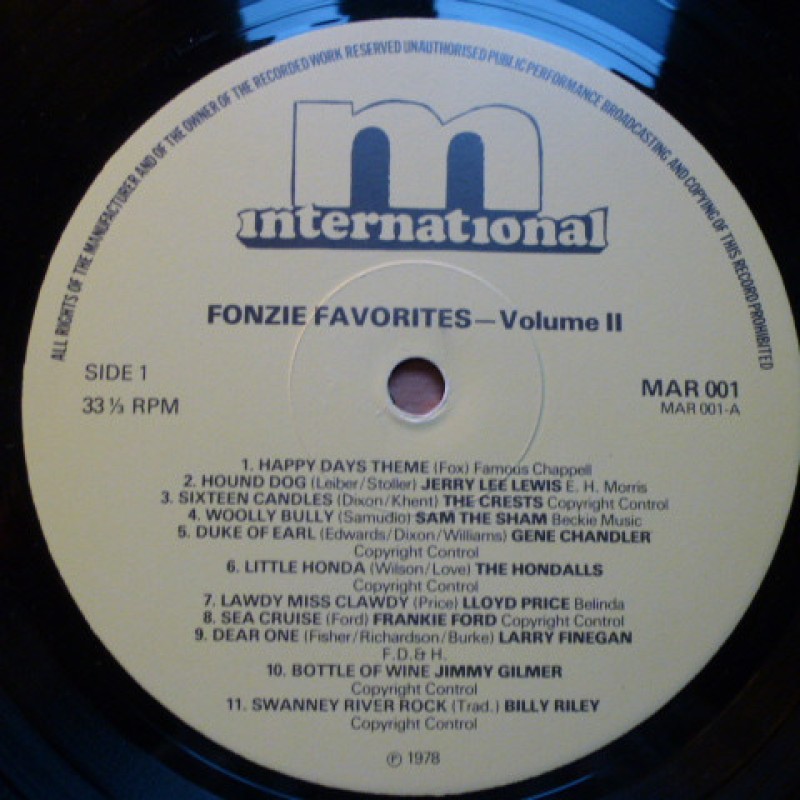 ALL RIGHTS OF THE MANUFACTURER AND OF THE OWNER OF THE RECORDED WORK RESERVED UNAUTHORISED PUBLIC PERFORMANCE BROADCASTING AND COPYING OF THIS RECORD PROHIBITED
m
international
FONZIE FAVORITES—Volume II
SIDE 1
33⅓ RPM
MAR 001
MAR 001-A
1. HAPPY DAYS THEME (Fox) Famous Chappell
2. HOUND DOG (Leiber/Stoller) JERRY LEE LEWIS E. H. Morris
3. SIXTEEN CANDLES (Dixon/Khent) THE CRESTS Copyright Control
4. WOOLLY BULLY (Samudio) SAM THE SHAM Beckie Music
5. DUKE OF EARL (Edwards/Dixon/Williams) GENE CHANDLER
Copyright Control
6. LITTLE HONDA (Wilson/Love) THE HONDALLS
Copyright Control
7. LAWDY MISS CLAWDY (Price) LLOYD PRICE Belinda
8. SEA CRUISE (Ford) FRANKIE FORD Copyright Control
9. DEAR ONE (Fisher/Richardson/Burke) LARRY FINEGAN
F.D.& H.
10. BOTTLE OF WINE JIMMY GILMER
Copyright Control
11. SWANNEY RIVER ROCK (Trad.) BILLY RILEY
Copyright Control
℗ 1978